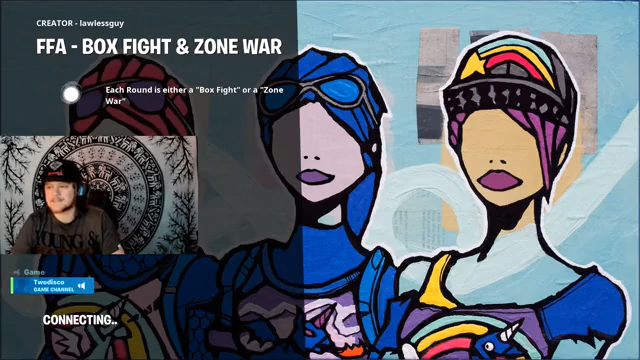 CREATOR - lawlessguy
FFA - BOX FIGHT & ZONE WAR
Each Round is either a "Box Fight" or a "Zone
War"
YOUNG &
Game
Twodisco
GAME CHANNEL
CONNECTING..